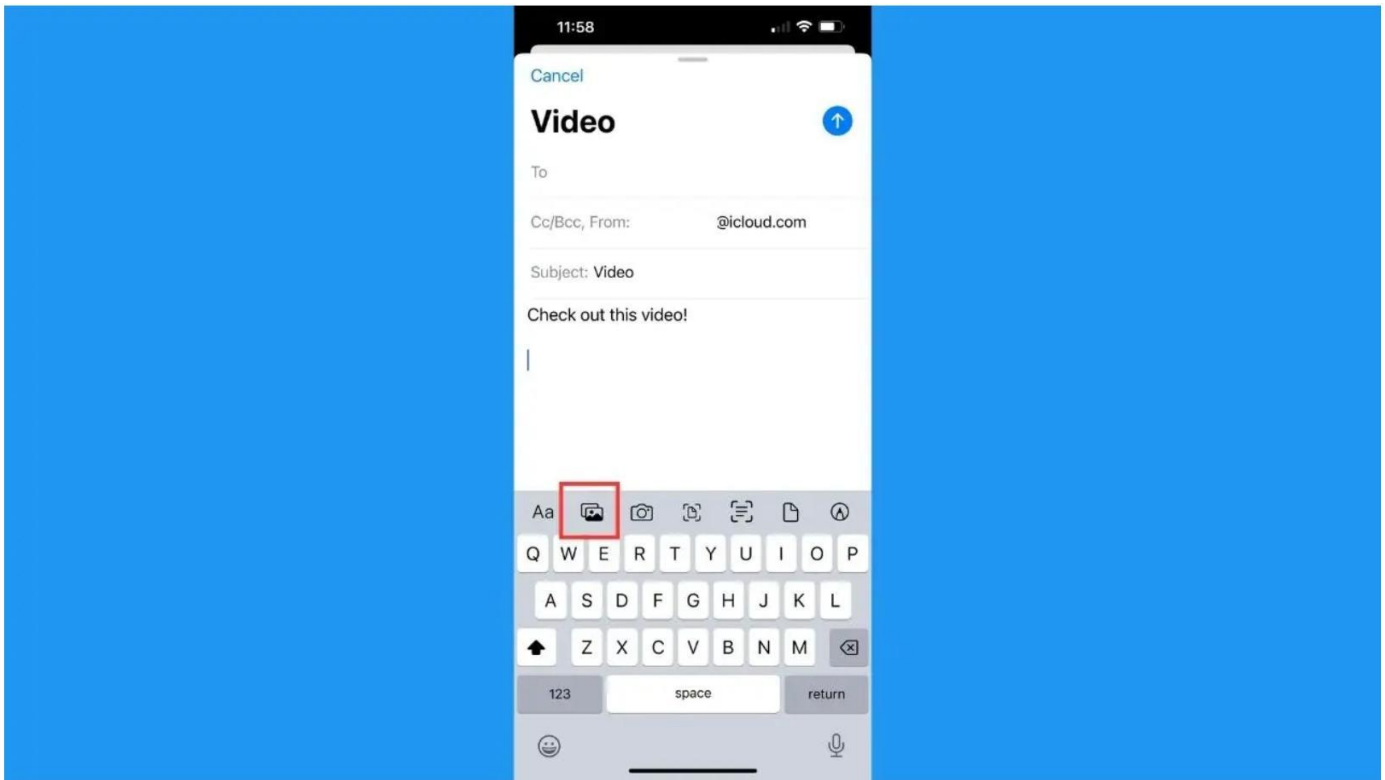 11:58
Cancel
Video
To
Cc/Bcc, From: @icloud.com
Subject: Video
Check out this video!
Aa
Q W E R T Y U I O P
A S D F G H J K L
Z X C V B N M
123 space return